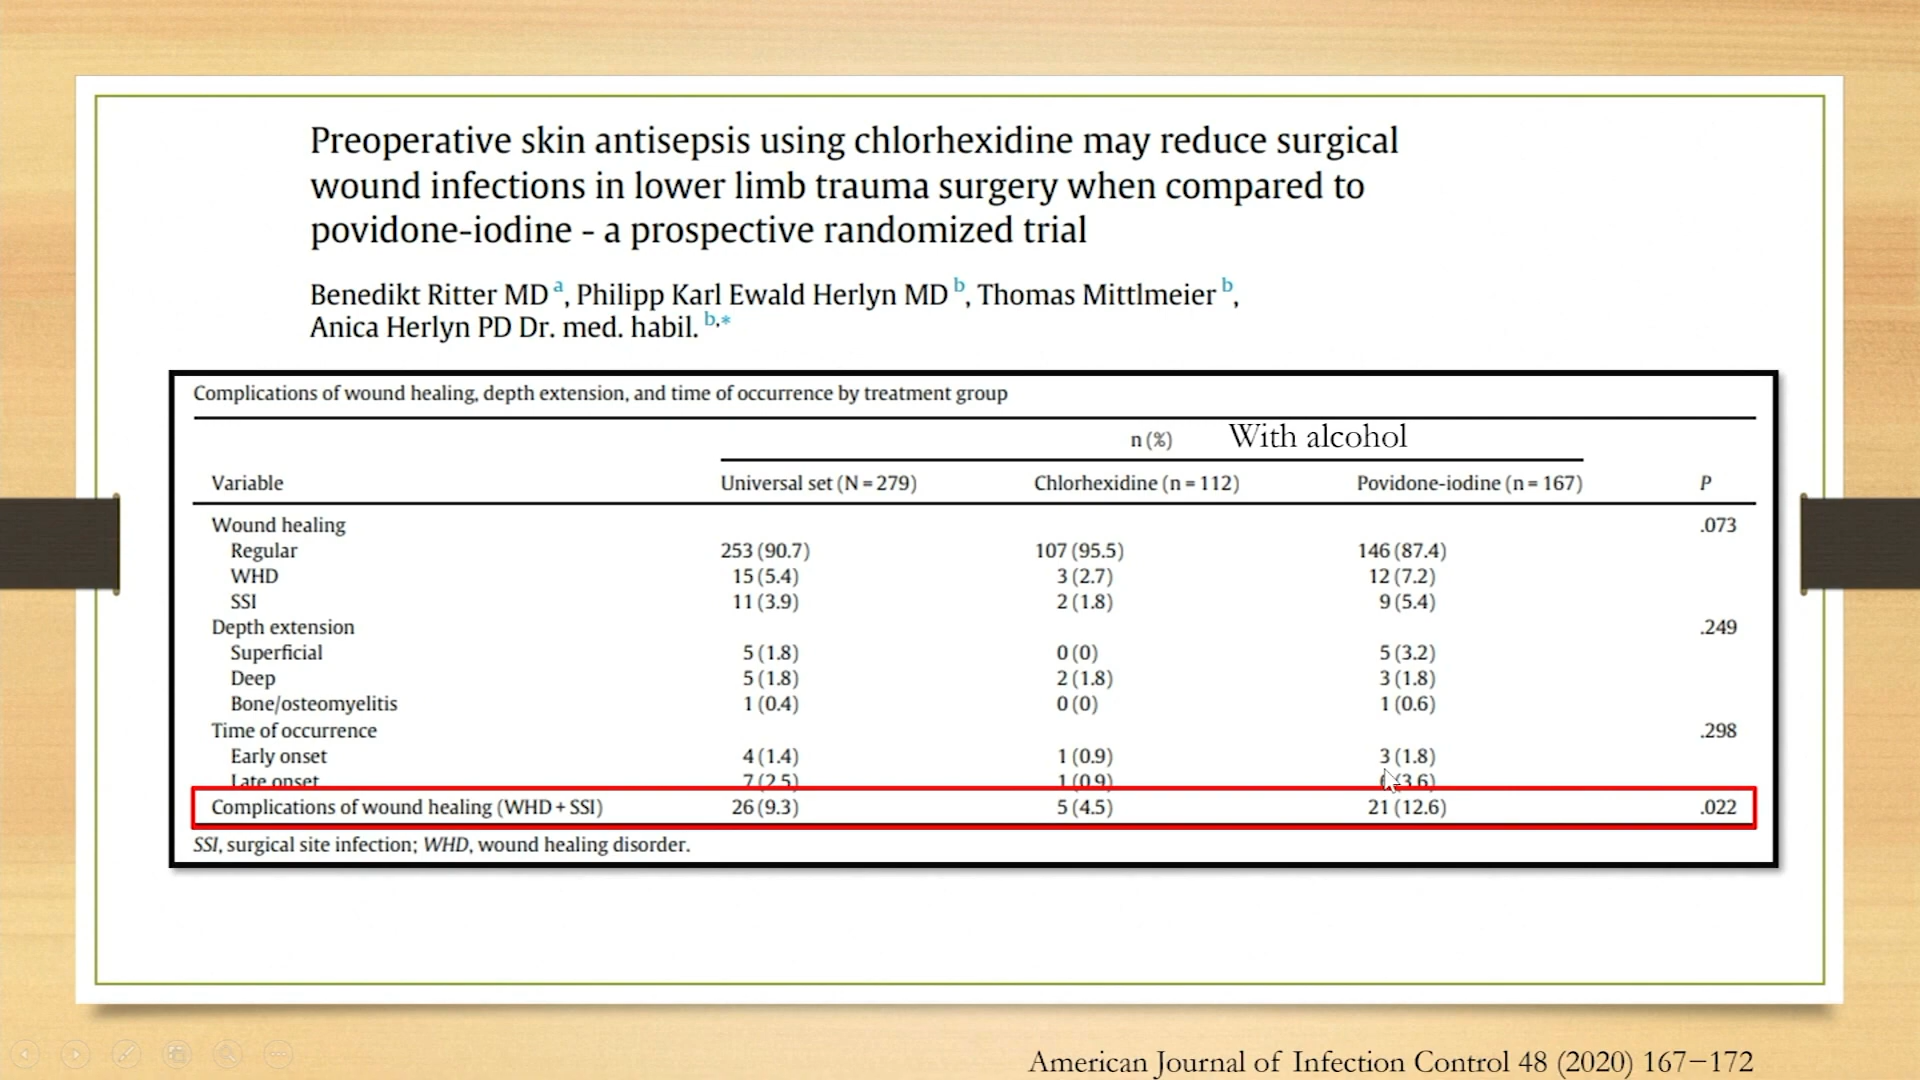 Preoperative skin antisepsis using chlorhexidine may reduce surgical
wound infections in lower limb trauma surgery when compared to
povidone-iodine - a prospective randomized trial
Benedikt Ritter MD a, Philipp Karl Ewald Herlyn MD b, Thomas Mittlmeier b,
Anica Herlyn PD Dr. med. habil. b,*
Complications of wound healing, depth extension, and time of occurrence by treatment group
n (%) With alcohol
Variable Universal set (N = 279) Chlorhexidine (n = 112) Povidone-iodine (n = 167) P
Wound healing .073
Regular 253 (90.7) 107 (95.5) 146 (87.4)
WHD 15 (5.4) 3 (2.7) 12 (7.2)
SSI 11 (3.9) 2 (1.8) 9 (5.4)
Depth extension .249
Superficial 5 (1.8) 0 (0) 5 (3.2)
Deep 5 (1.8) 2 (1.8) 3 (1.8)
Bone/osteomyelitis 1 (0.4) 0 (0) 1 (0.6)
Time of occurrence .298
Early onset 4 (1.4) 1 (0.9) 3 (1.8)
Late onset 7 (2.5) 1 (0.9) (3.6)
Complications of wound healing (WHD + SSI) 26 (9.3) 5 (4.5) 21 (12.6) .022
SSI, surgical site infection; WHD, wound healing disorder.
American Journal of Infection Control 48 (2020) 167−172